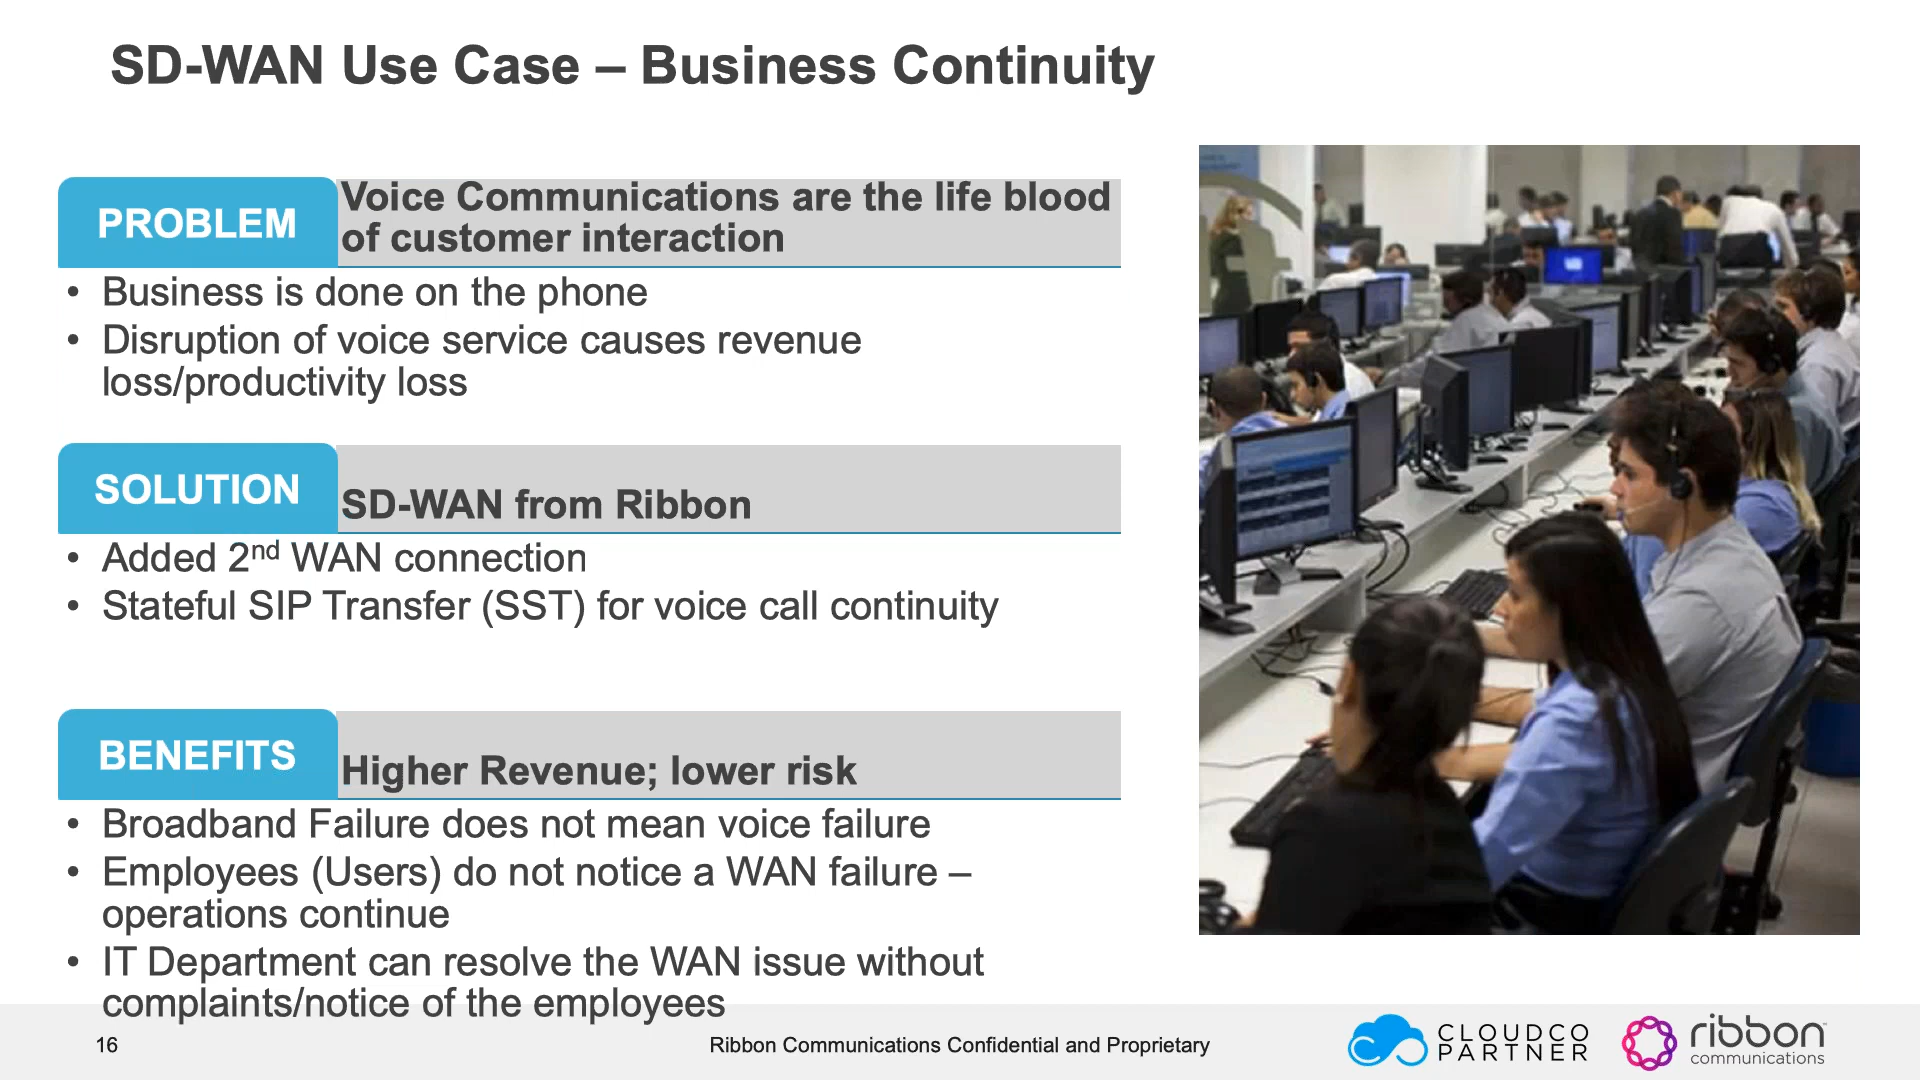 SD-WAN Use Case – Business Continuity
PROBLEM
Voice Communications are the life blood
of customer interaction
• Business is done on the phone
• Disruption of voice service causes revenue
loss/productivity loss
SOLUTION
SD-WAN from Ribbon
• Added 2nd WAN connection
• Stateful SIP Transfer (SST) for voice call continuity
BENEFITS
Higher Revenue; lower risk
• Broadband Failure does not mean voice failure
• Employees (Users) do not notice a WAN failure –
operations continue
• IT Department can resolve the WAN issue without
complaints/notice of the employees
16
Ribbon Communications Confidential and Proprietary
CLOUDCO
PARTNER
ribbon
communications